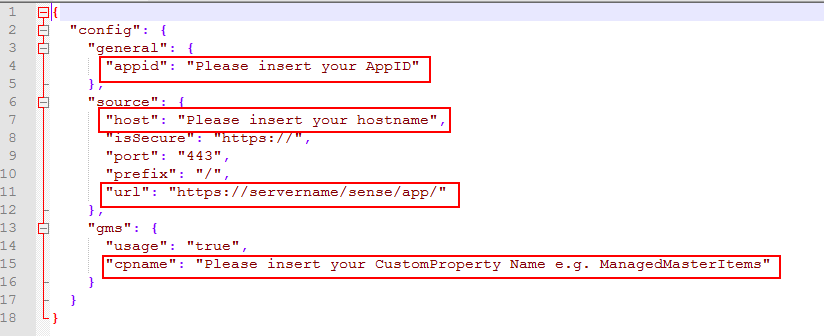 1 {
2 "config": {
3 "general": {
4 "appid": "Please insert your AppID"
5 },
6 "source": {
7 "host": "Please insert your hostname",
8 "isSecure": "https://",
9 "port": "443",
10 "prefix": "/",
11 "url": "https://servername/sense/app/"
12 },
13 "gms": {
14 "usage": "true",
15 "cpname": "Please insert your CustomProperty Name e.g. ManagedMasterItems"
16 }
17 }
18 }